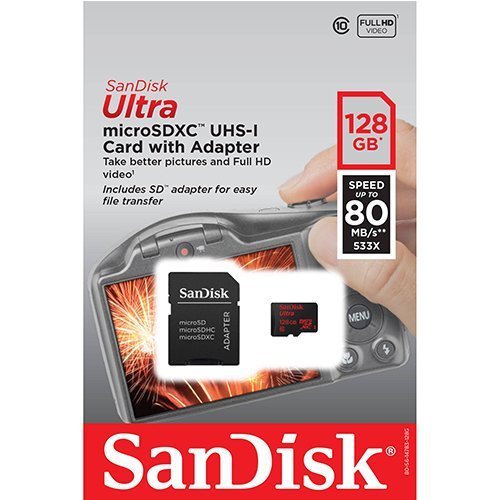 10
FULL HD¹
VIDEO
SanDisk
Ultra
microSDXC™ UHS-I
Card with Adapter
Take better pictures and Full HD
video¹
Includes SD™ adapter for easy
file transfer
128
GB*
SPEED
UP TO
80
MB/s**
533X
MENU
SanDisk
microSD
microSDHC
microSDXC
ADAPTER
SanDisk
Ultra
128GB
SanDisk®